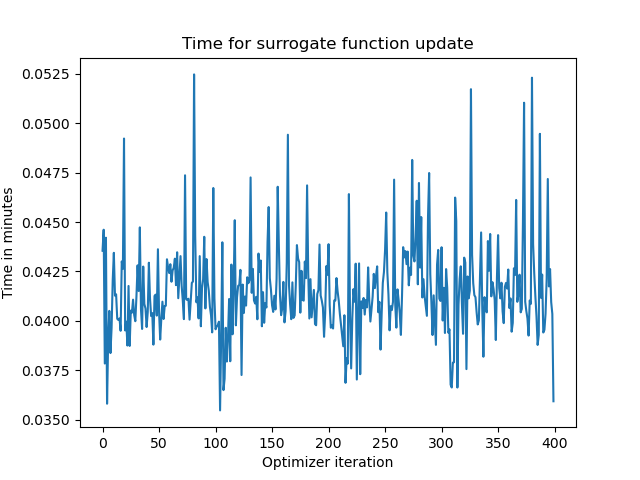 Time for surrogate function update
0.0525
0.0500
0.0475
0.0450
0.0425
0.0400
0.0375
0.0350
Time in minutes
0 50 100 150 200 250 300 350 400
Optimizer iteration